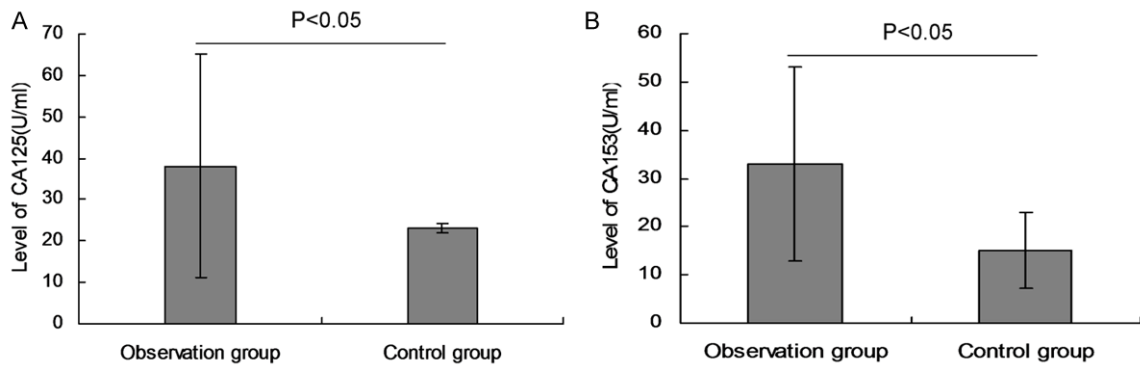 A
P<0.05
Level of CA125(U/ml)
70
60
50
40
30
20
10
0
Observation group
Control group
B
P<0.05
Level of CA153(U/ml)
60
50
40
30
20
10
0
Observation group
Control group